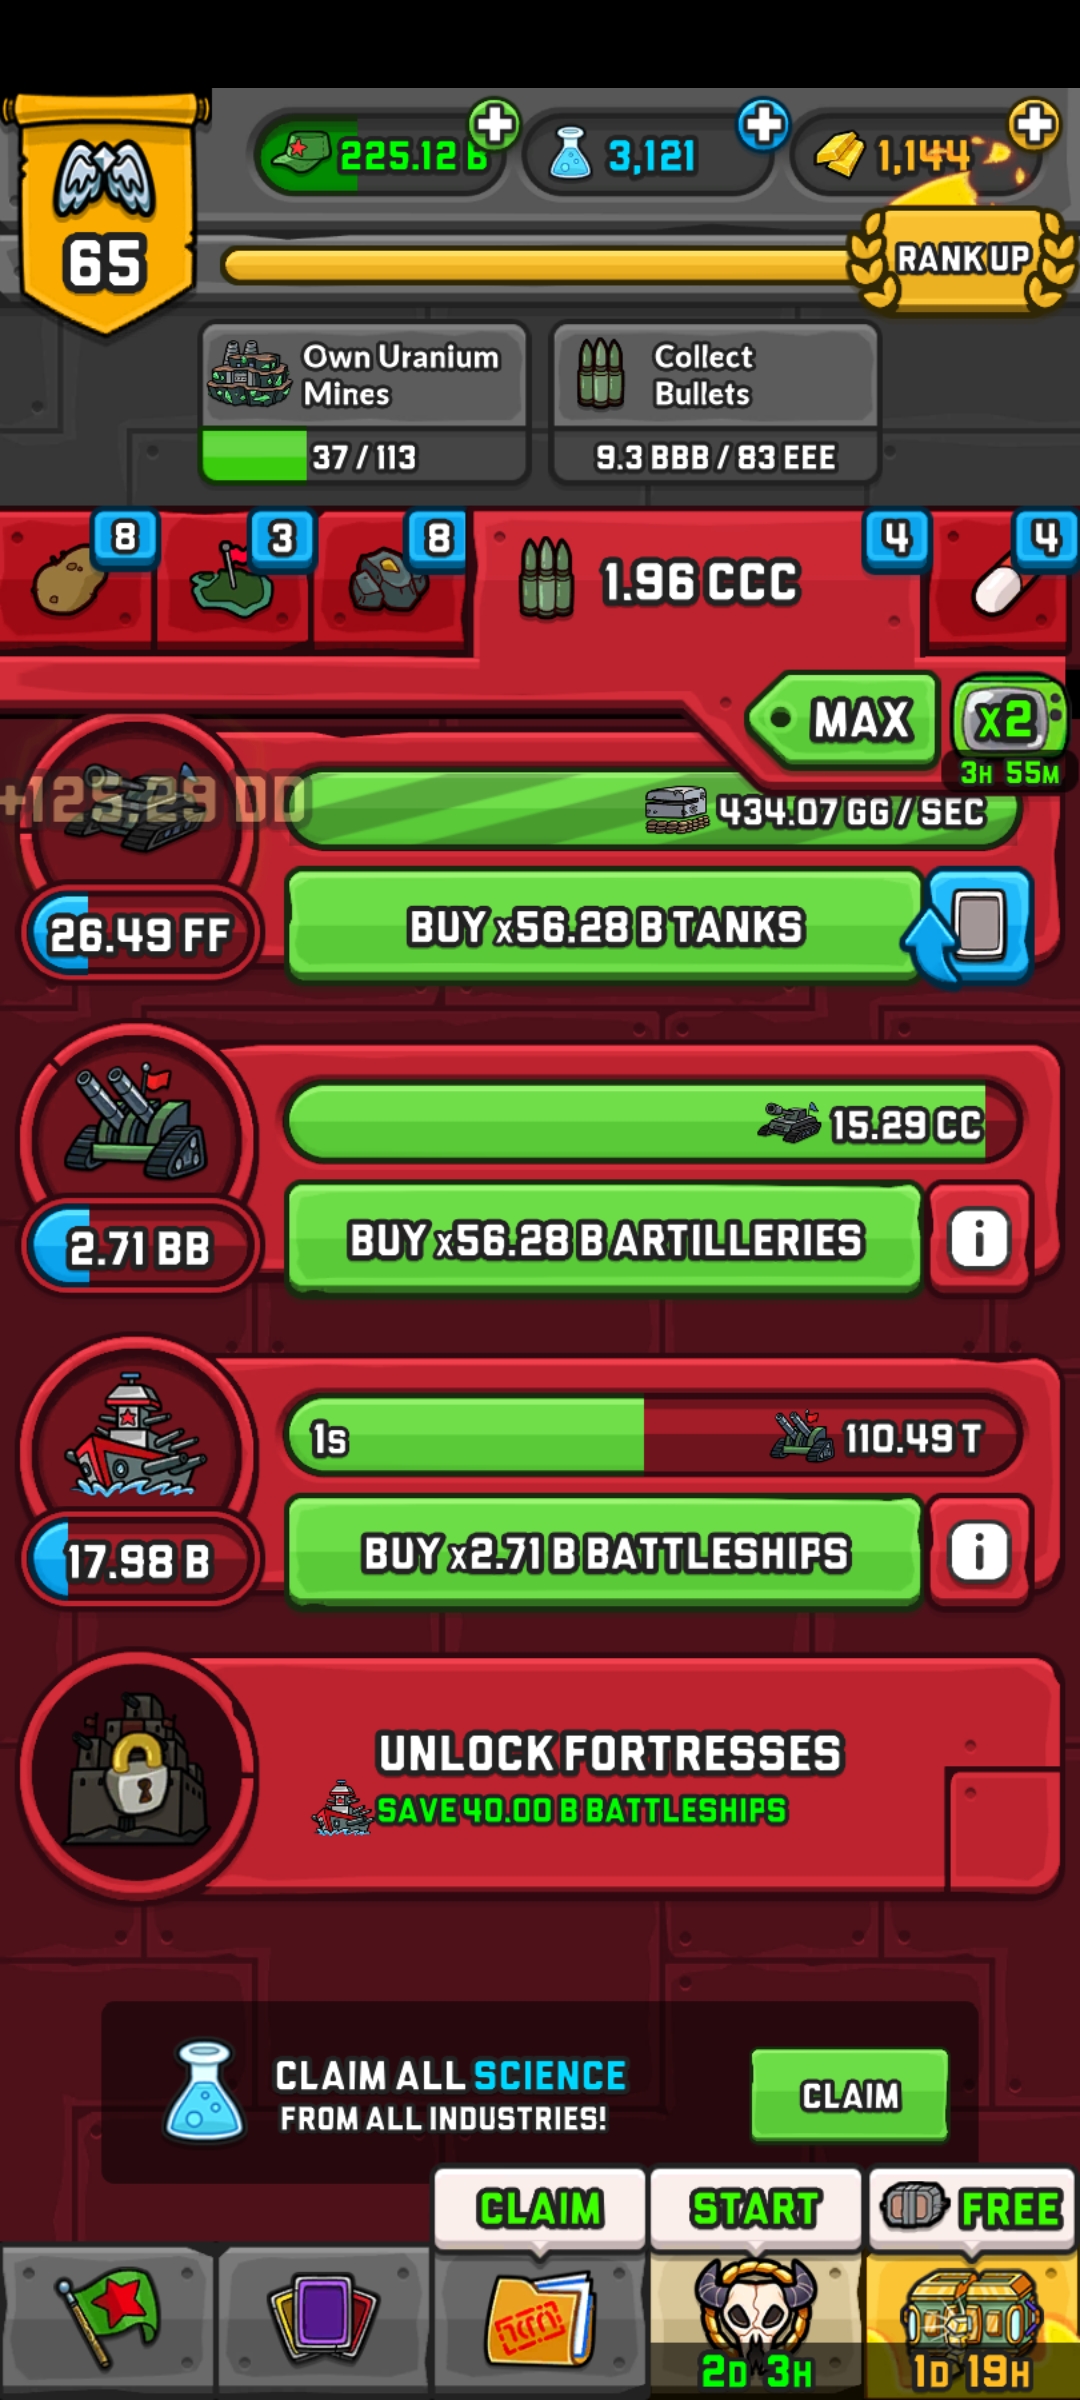 225.12 B
3,121
1,144
65
RANK UP
Own Uranium
Mines
37 / 113
Collect
Bullets
9.3 BBB / 83 EEE
8
3
8
1.96 CCC
4
4
MAX
x2
3H 55M
+125.29 DD
434.07 GG / SEC
26.49 FF
BUY x56.28 B TANKS
15.29 CC
2.71 BB
BUY x56.28 B ARTILLERIES
i
1s
110.49 T
17.98 B
BUY x2.71 B BATTLESHIPS
i
UNLOCK FORTRESSES
SAVE 40.00 B BATTLESHIPS
CLAIM ALL SCIENCE
FROM ALL INDUSTRIES!
CLAIM
CLAIM
START
FREE
2D 3H
1D 19H